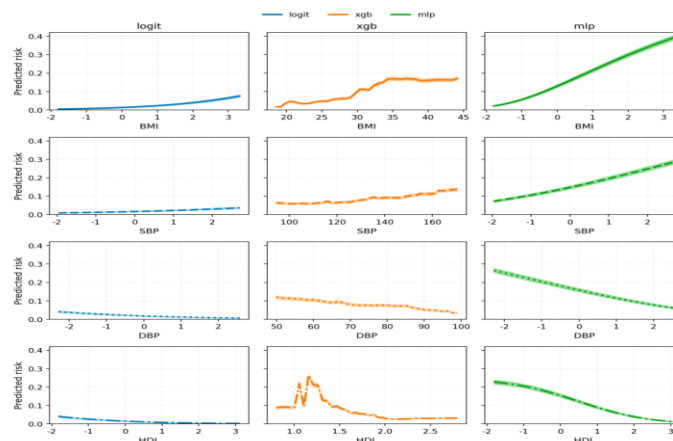 logit xgb mlp
logit xgb mlp
Predicted risk
0.4
0.3
0.2
0.1
0.0
-2 -1 0 1 2 3
BMI
20 25 30 35 40 45
BMI
-2 -1 0 1 2 3
BMI
Predicted risk
0.4
0.3
0.2
0.1
0.0
-2 -1 0 1 2
SBP
100 120 140 160
SBP
-2 -1 0 1 2
SBP
Predicted risk
0.4
0.3
0.2
0.1
0.0
-2 -1 0 1 2
DBP
50 60 70 80 90 100
DBP
-2 -1 0 1 2
DBP
Predicted risk
0.4
0.3
0.2
0.1
0.0
-2 -1 0 1 2 3
HDL
1.0 1.5 2.0 2.5
HDL
-2 -1 0 1 2 3
HDL